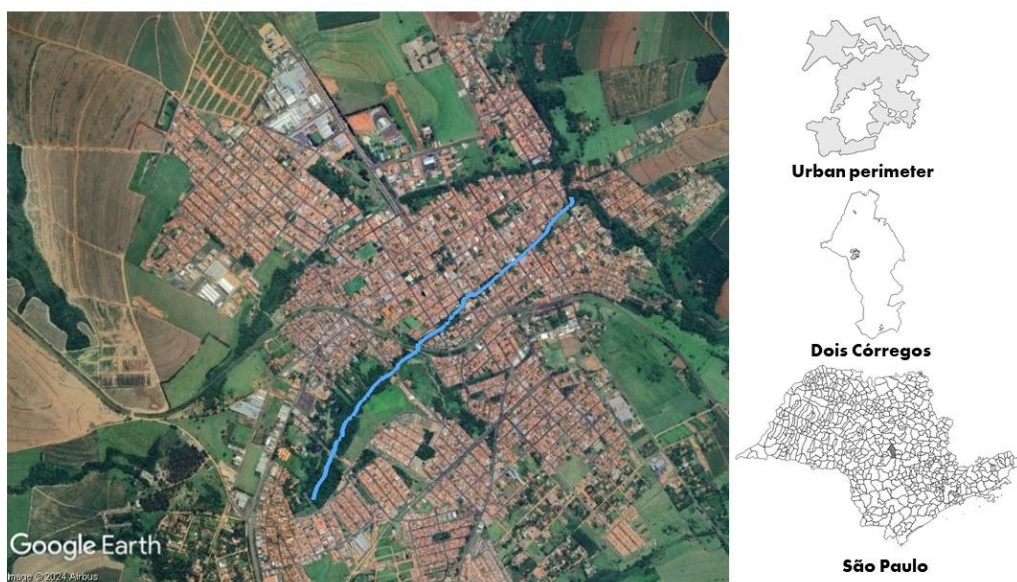 Urban perimeter
Dois Córregos
São Paulo
Google Earth
Image © 2024 Airbus